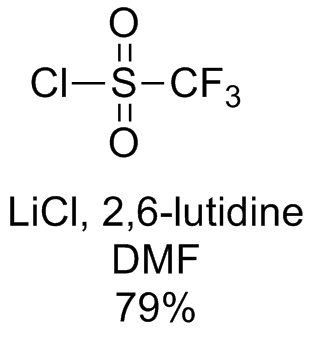 O
Cl S CF3
O
LiCl, 2,6-lutidine
DMF
79%